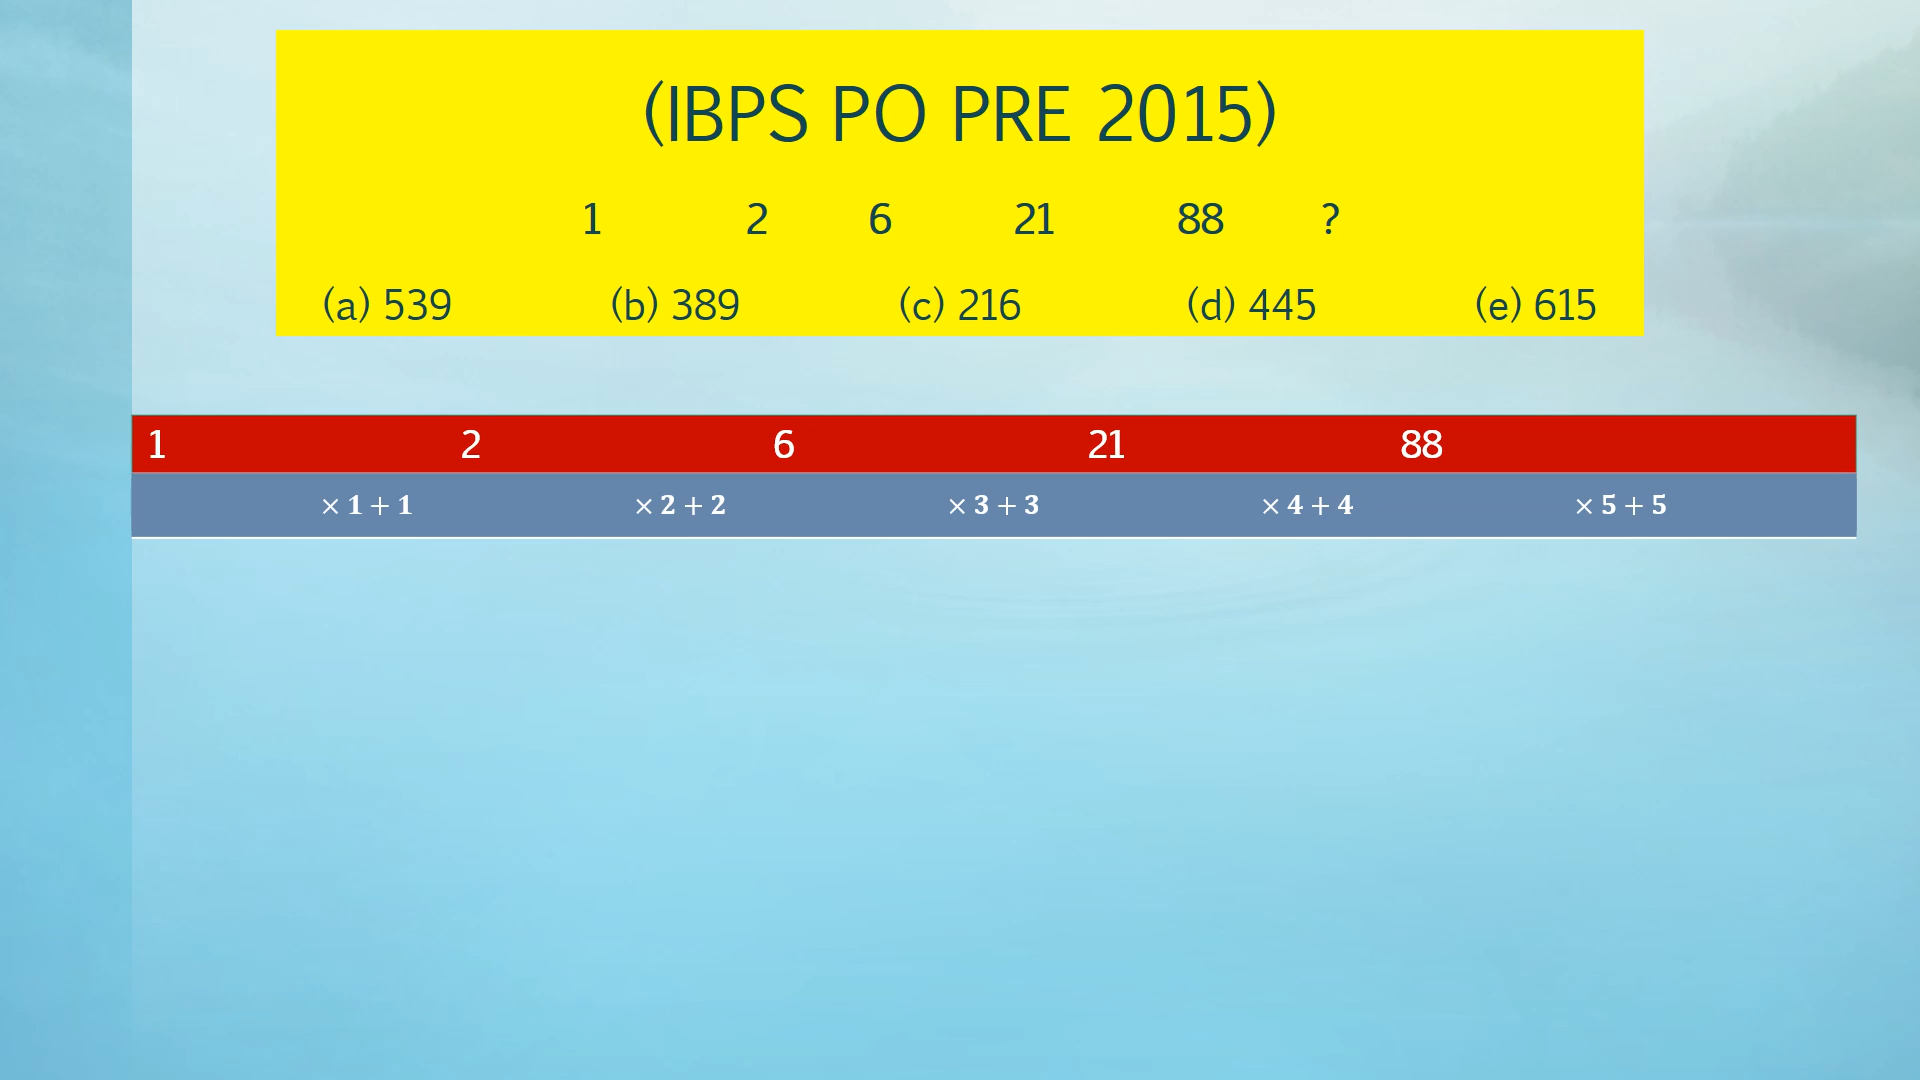 (IBPS PO PRE 2015)
1 2 6 21 88 ?
(a) 539 (b) 389 (c) 216 (d) 445 (e) 615
1 2 6 21 88
× 1 + 1 × 2 + 2 × 3 + 3 × 4 + 4 × 5 + 5